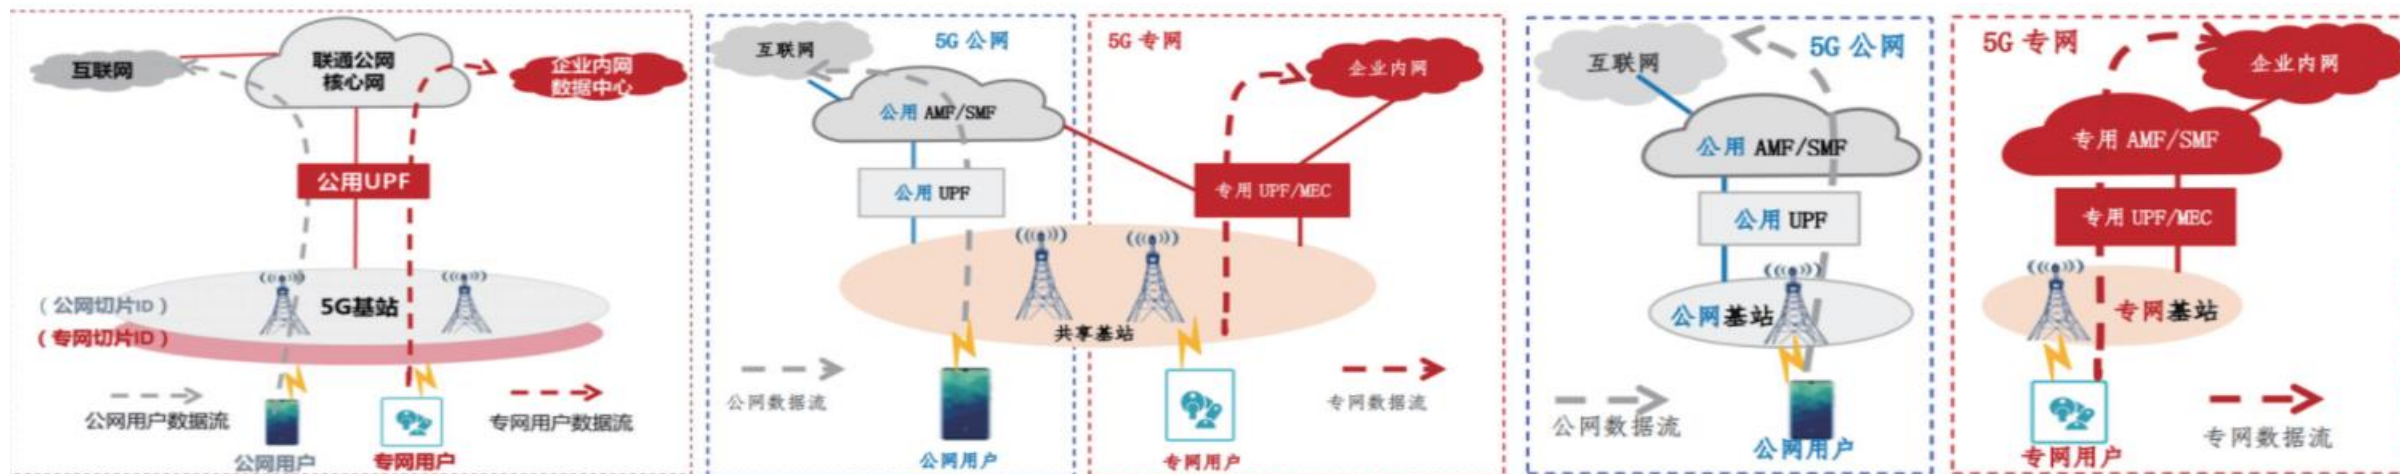 互联网
联通公网
核心网
企业内网
数据中心
公用UPF
(公网切片ID)
5G基站
(专网切片ID)
公网用户数据流
专网用户数据流
公网用户
专网用户
互联网
5G 公网
公用 AMF/SMF
公用 UPF
5G 专网
企业内网
专用 UPF/MEC
共享基站
公网数据流
专网数据流
公网用户
专网用户
互联网
5G 公网
公用 AMF/SMF
公用 UPF
公网基站
公网数据流
公网用户
5G 专网
企业内网
专用 AMF/SMF
专用 UPF/MEC
专网基站
专网数据流
专网用户